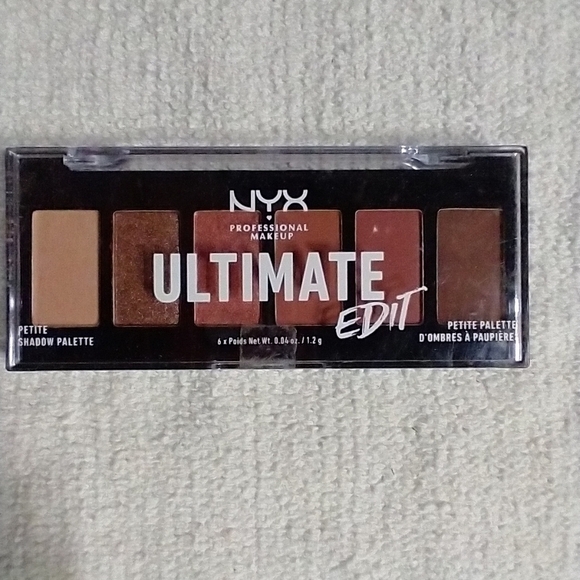 NYX
PROFESSIONAL
MAKEUP
ULTIMATE
EDIT
PETITE
SHADOW PALETTE
6 x Poids Net Wt. 0.04 oz. / 1.2 g
PETITE PALETTE
D'OMBRES À PAUPIÈRES